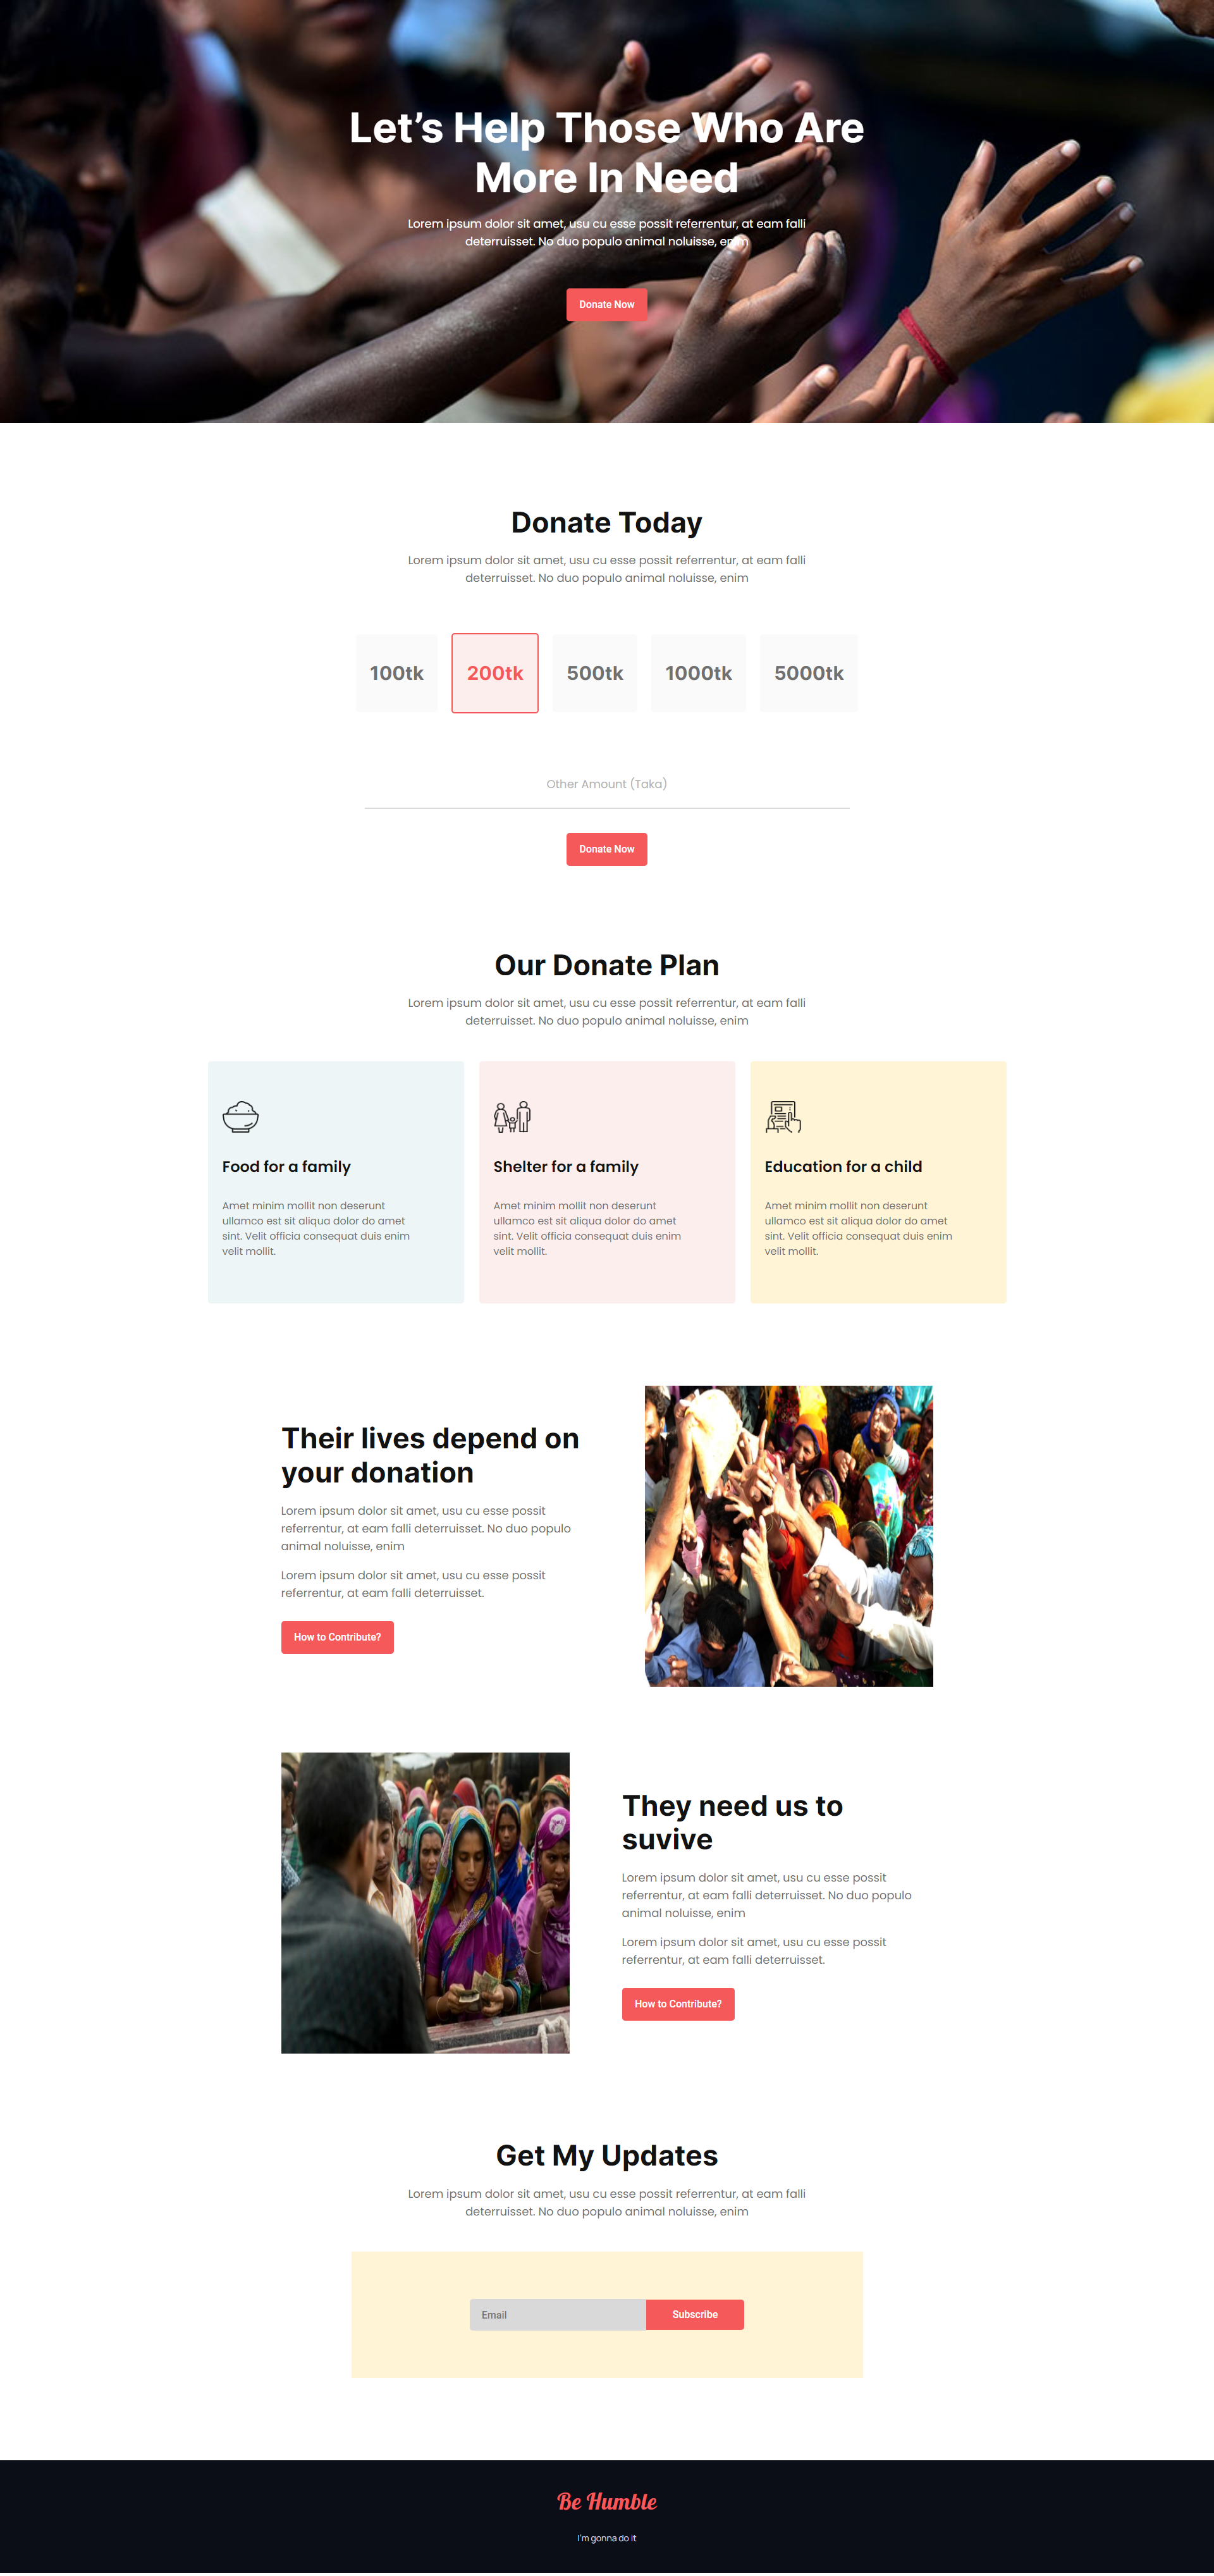 Let’s Help Those Who Are
More In Need
Lorem ipsum dolor sit amet, usu cu esse possit referrentur, at eam falli
deterruisset. No duo populo animal noluisse, enim
Donate Now
Donate Today
Lorem ipsum dolor sit amet, usu cu esse possit referrentur, at eam falli
deterruisset. No duo populo animal noluisse, enim
100tk
200tk
500tk
1000tk
5000tk
Other Amount (Taka)
Donate Now
Our Donate Plan
Lorem ipsum dolor sit amet, usu cu esse possit referrentur, at eam falli
deterruisset. No duo populo animal noluisse, enim
Food for a family
Amet minim mollit non deserunt
ullamco est sit aliqua dolor do amet
sint. Velit officia consequat duis enim
velit mollit.
Shelter for a family
Amet minim mollit non deserunt
ullamco est sit aliqua dolor do amet
sint. Velit officia consequat duis enim
velit mollit.
Education for a child
Amet minim mollit non deserunt
ullamco est sit aliqua dolor do amet
sint. Velit officia consequat duis enim
velit mollit.
Their lives depend on
your donation
Lorem ipsum dolor sit amet, usu cu esse possit
referrentur, at eam falli deterruisset. No duo populo
animal noluisse, enim
Lorem ipsum dolor sit amet, usu cu esse possit
referrentur, at eam falli deterruisset.
How to Contribute?
They need us to
suvive
Lorem ipsum dolor sit amet, usu cu esse possit
referrentur, at eam falli deterruisset. No duo populo
animal noluisse, enim
Lorem ipsum dolor sit amet, usu cu esse possit
referrentur, at eam falli deterruisset.
How to Contribute?
Get My Updates
Lorem ipsum dolor sit amet, usu cu esse possit referrentur, at eam falli
deterruisset. No duo populo animal noluisse, enim
Email
Subscribe
Be Humble
I'm gonna do it